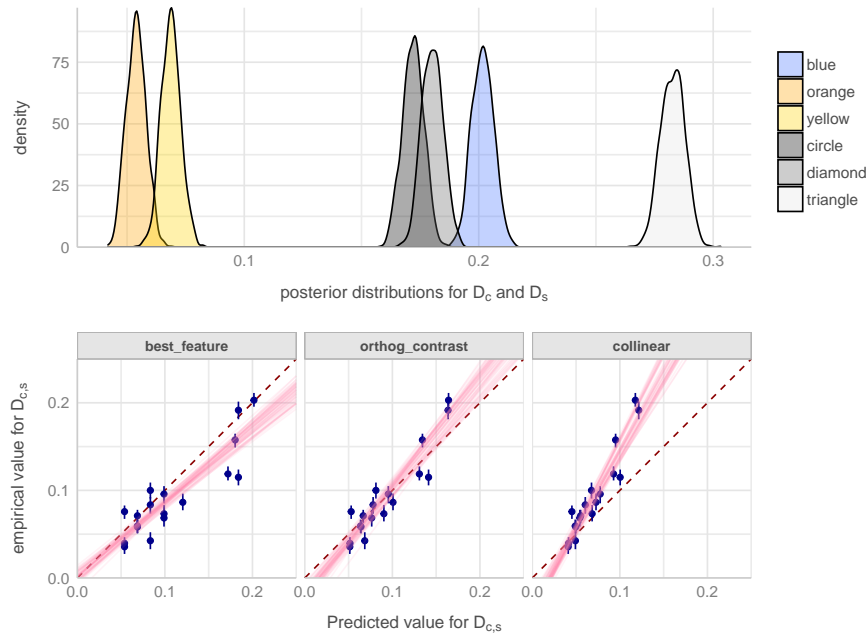 75
50
25
0
density
0.1
0.2
0.3
posterior distributions for D_c and D_s
blue
orange
yellow
circle
diamond
triangle
best_feature
orthog_contrast
collinear
0.2
0.1
0.0
empirical value for D_c,s
0.0
0.1
0.2
0.0
0.1
0.2
0.0
0.1
0.2
Predicted value for D_c,s